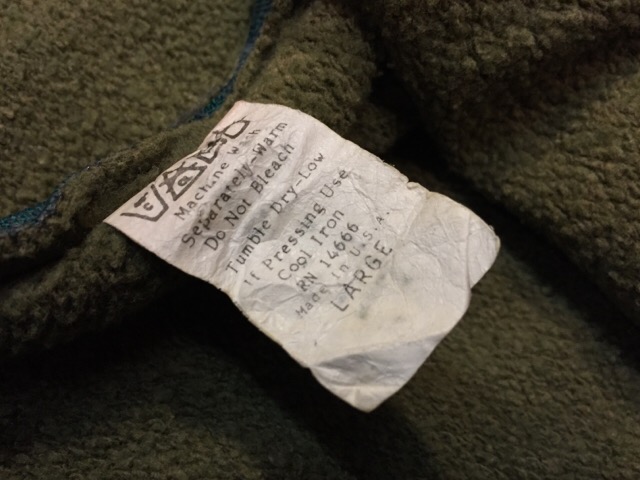 Machine Wash
Separately-Warm
Do Not Bleach
Tumble Dry-Low
If Pressing Use
Cool Iron
RN 14666
Made in U.S.A.
LARGE